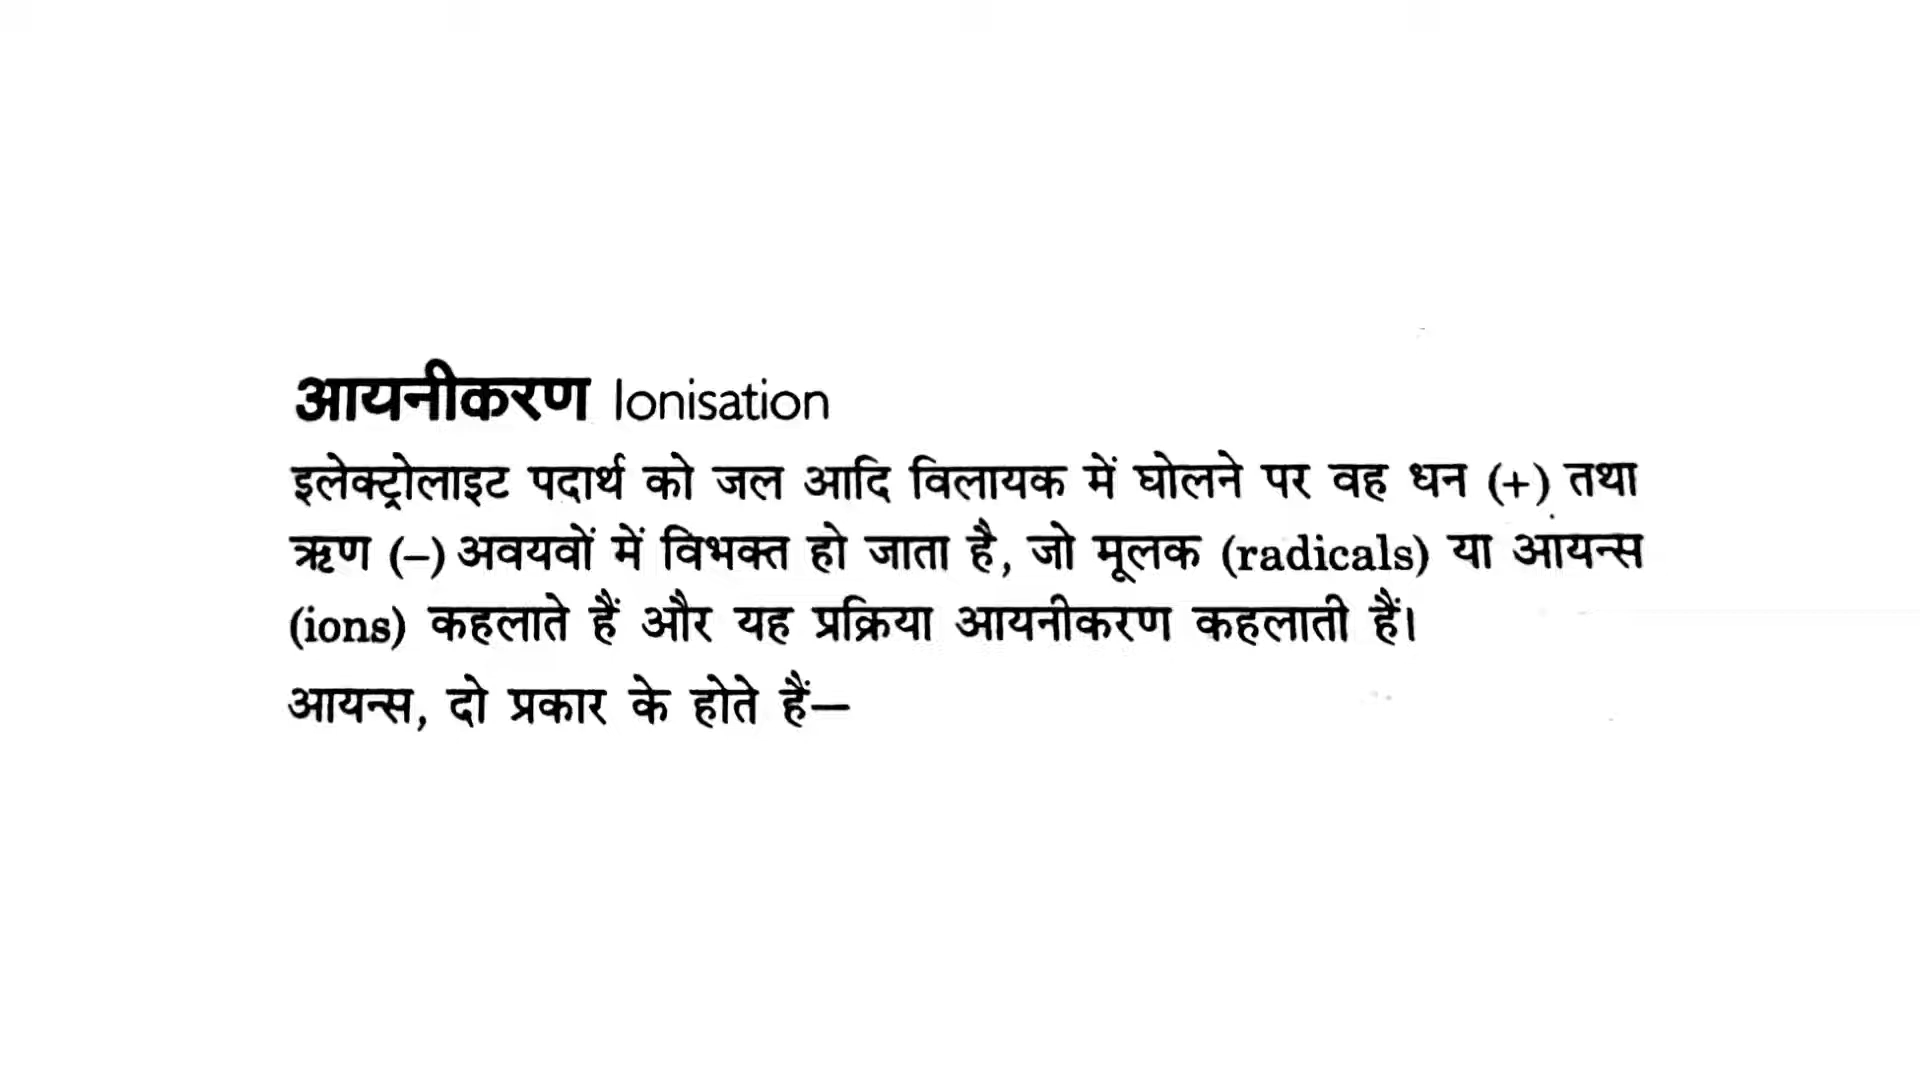 आयनीकरण Ionisation
इलेक्ट्रोलाइट पदार्थ को जल आदि विलायक में घोलने पर वह धन (+) तथा
ऋण (–) अवयवों में विभक्त हो जाता है, जो मूलक (radicals) या आयन्स
(ions) कहलाते हैं और यह प्रक्रिया आयनीकरण कहलाती हैं।
आयन्स, दो प्रकार के होते हैं—